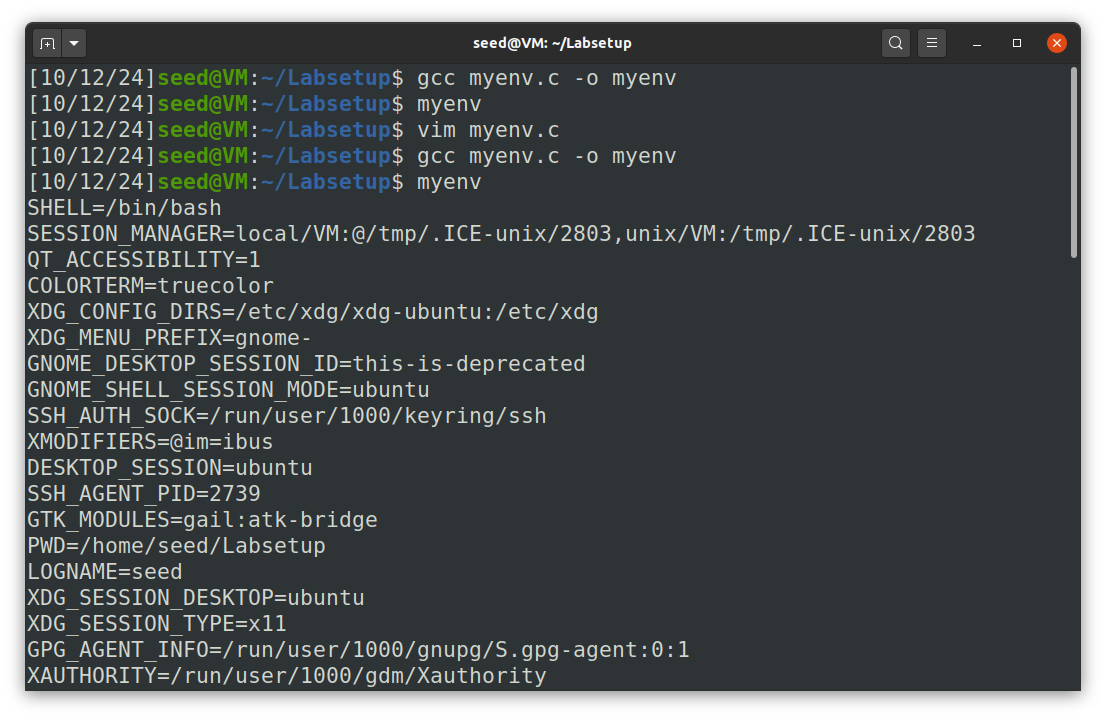 seed@VM: ~/Labsetup
[10/12/24]seed@VM:~/Labsetup$ gcc myenv.c -o myenv
[10/12/24]seed@VM:~/Labsetup$ myenv
[10/12/24]seed@VM:~/Labsetup$ vim myenv.c
[10/12/24]seed@VM:~/Labsetup$ gcc myenv.c -o myenv
[10/12/24]seed@VM:~/Labsetup$ myenv
SHELL=/bin/bash
SESSION_MANAGER=local/VM:@/tmp/.ICE-unix/2803,unix/VM:/tmp/.ICE-unix/2803
QT_ACCESSIBILITY=1
COLORTERM=truecolor
XDG_CONFIG_DIRS=/etc/xdg/xdg-ubuntu:/etc/xdg
XDG_MENU_PREFIX=gnome-
GNOME_DESKTOP_SESSION_ID=this-is-deprecated
GNOME_SHELL_SESSION_MODE=ubuntu
SSH_AUTH_SOCK=/run/user/1000/keyring/ssh
XMODIFIERS=@im=ibus
DESKTOP_SESSION=ubuntu
SSH_AGENT_PID=2739
GTK_MODULES=gail:atk-bridge
PWD=/home/seed/Labsetup
LOGNAME=seed
XDG_SESSION_DESKTOP=ubuntu
XDG_SESSION_TYPE=x11
GPG_AGENT_INFO=/run/user/1000/gnupg/S.gpg-agent:0:1
XAUTHORITY=/run/user/1000/gdm/Xauthority